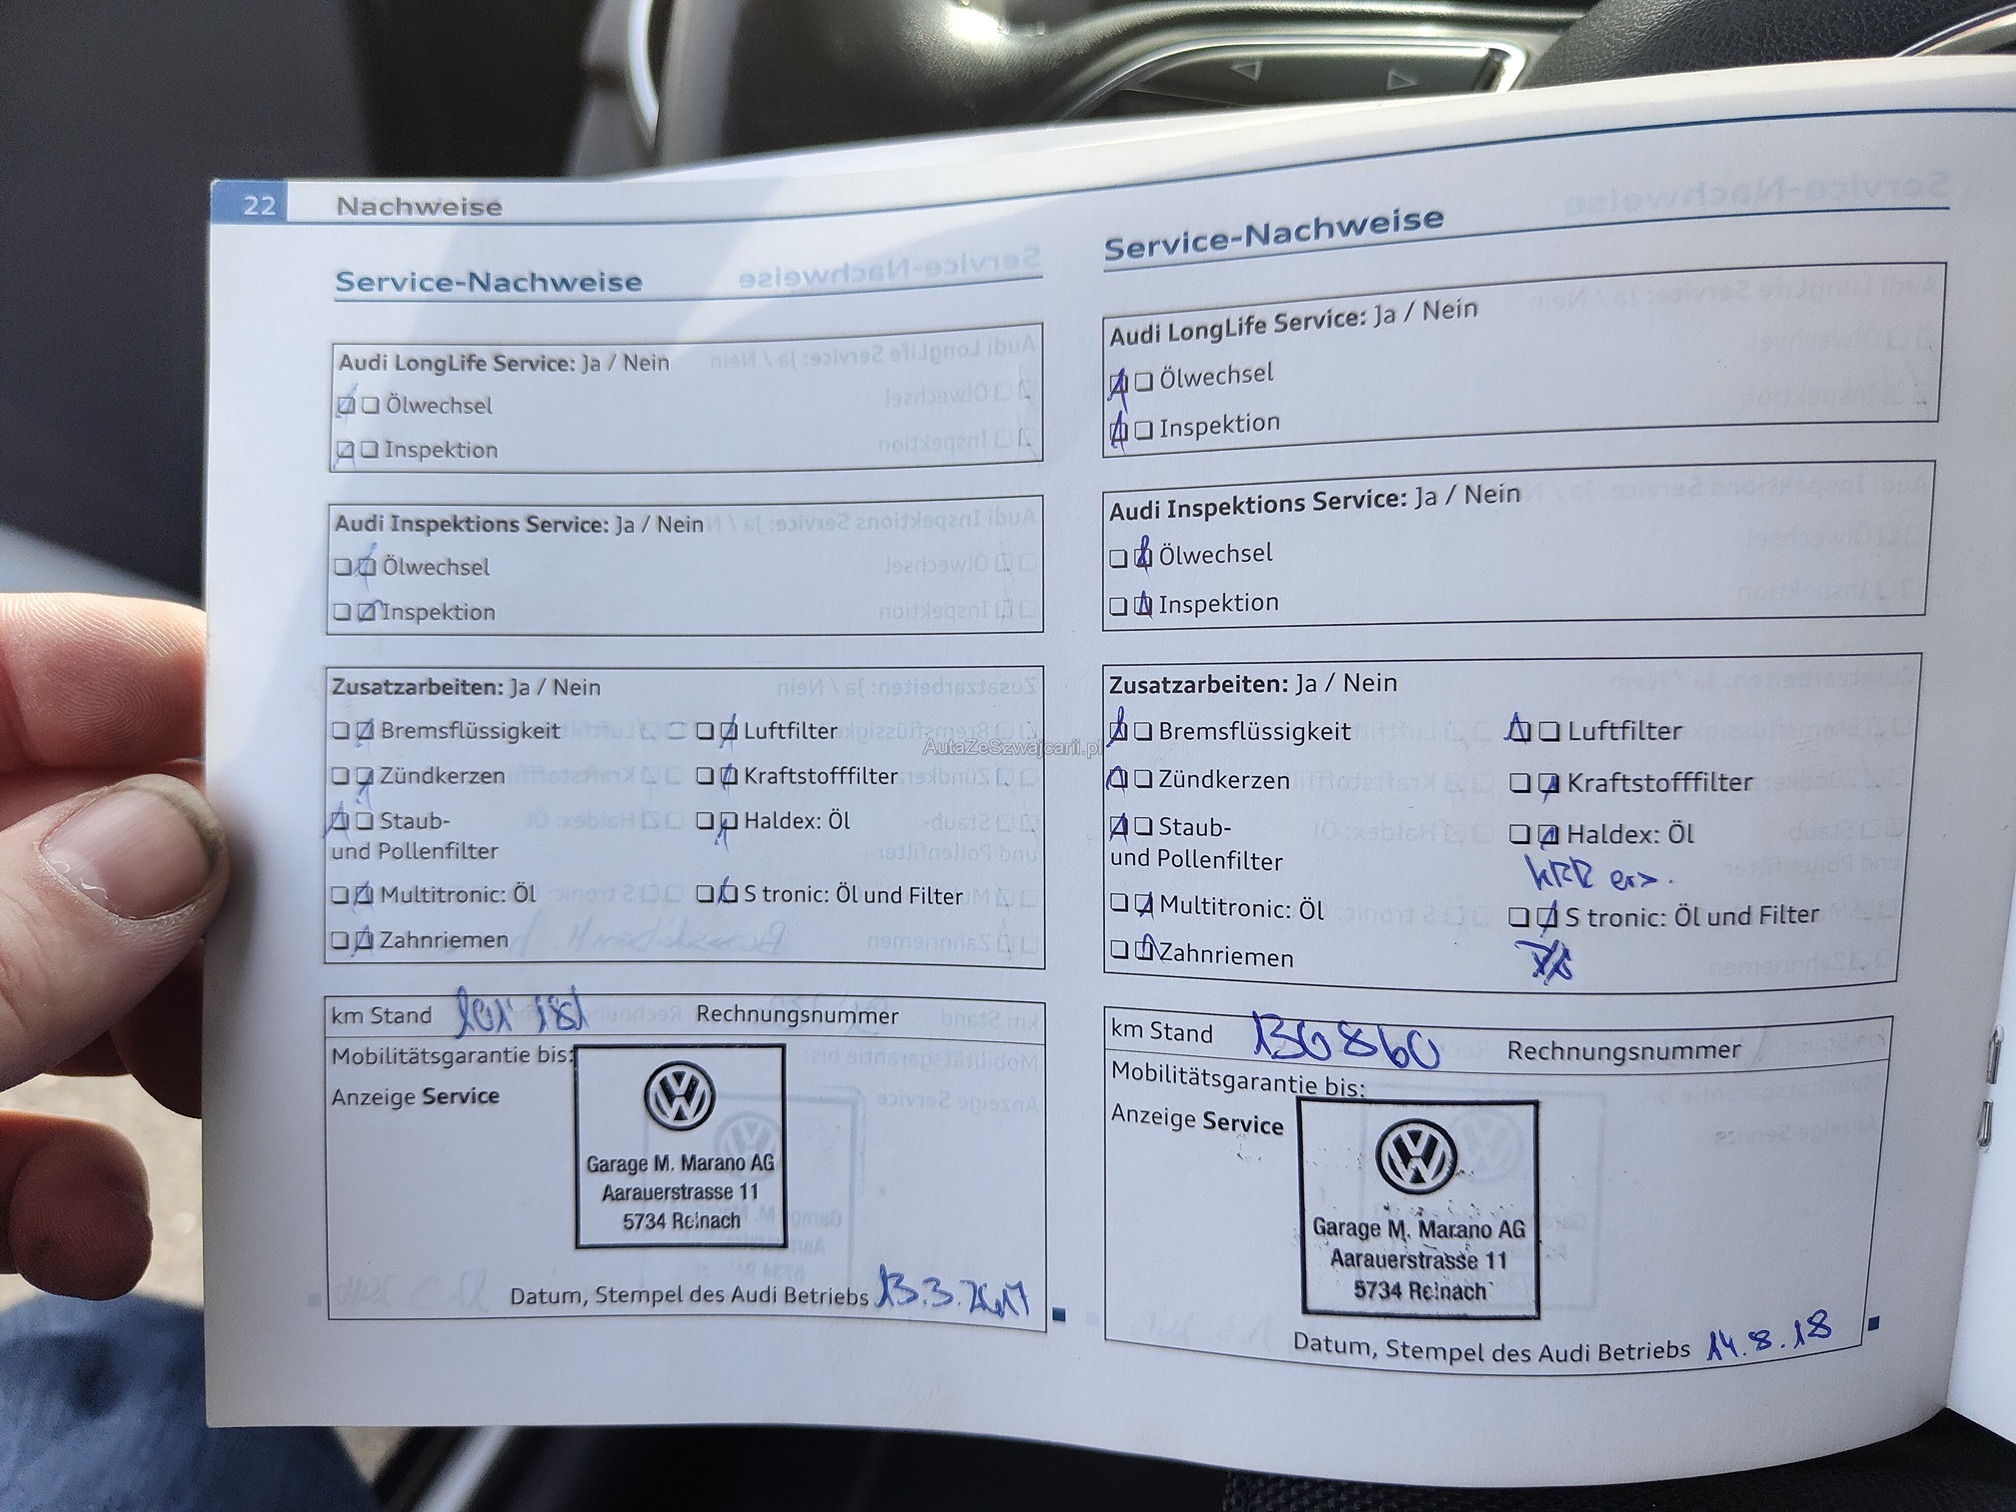 22 Nachweise
Service-Nachweise
Audi LongLife Service: Ja / Nein
Ölwechsel
Inspektion
Audi Inspektions Service: Ja / Nein
Ölwechsel
Inspektion
Zusatzarbeiten: Ja / Nein
Bremsflüssigkeit Luftfilter
Zündkerzen Kraftstofffilter
Staub- Haldex: Öl
und Pollenfilter
Multitronic: Öl S tronic: Öl und Filter
Zahnriemen
km Stand Rechnungsnummer
Mobilitätsgarantie bis:
Anzeige Service
Garage M. Marano AG
Aarauerstrasse 11
5734 Reinach
Datum, Stempel des Audi Betriebs 13.3.2017
Service-Nachweise
Audi LongLife Service: Ja / Nein
Ölwechsel
Inspektion
Audi Inspektions Service: Ja / Nein
Ölwechsel
Inspektion
Zusatzarbeiten: Ja / Nein
Bremsflüssigkeit Luftfilter
Zündkerzen Kraftstofffilter
Staub- Haldex: Öl
und Pollenfilter
Multitronic: Öl S tronic: Öl und Filter
Zahnriemen
km Stand 130860 Rechnungsnummer
Mobilitätsgarantie bis:
Anzeige Service
Garage M. Marano AG
Aarauerstrasse 11
5734 Reinach
Datum, Stempel des Audi Betriebs 14.8.18
AutaZeSzwajcarii.pl